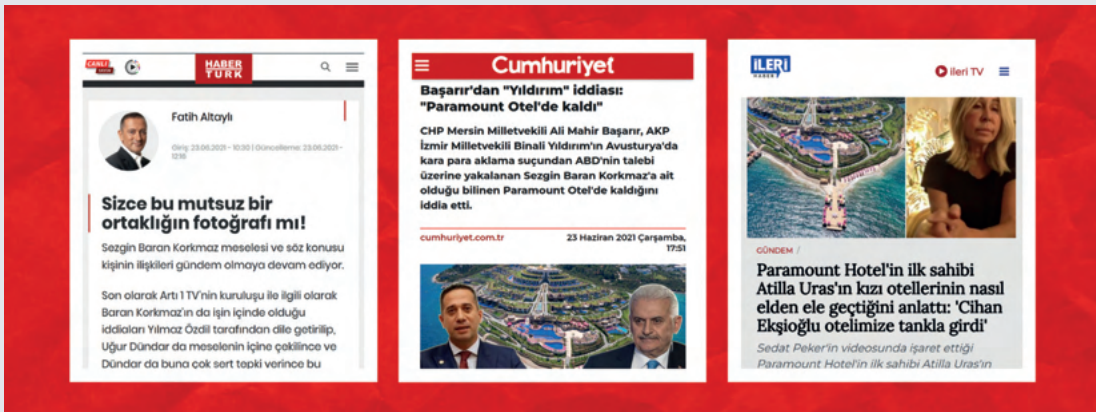 CANLI
HABER
TÜRK
Fatih Altaylı
Giriş: 23.06.2021 - 10:30 | Güncelleme: 23.06.2021 -
12:16
Sizce bu mutsuz bir
ortaklığın fotoğrafı mı!
Sezgin Baran Korkmaz meselesi ve söz konusu
kişinin ilişkileri gündem olmaya devam ediyor.
Son olarak Artı 1 TV'nin kuruluşu ile ilgili olarak
Baran Korkmaz'ın da işin içinde olduğu
iddiaları Yılmaz Özdil tarafından dile getirilip,
Uğur Dündar da meselenin içine çekilince ve
Dündar da buna çok sert tepki verince bu
Cumhuriyet
Başarır'dan "Yıldırım" iddiası:
"Paramount Otel'de kaldı"
CHP Mersin Milletvekili Ali Mahir Başarır, AKP
İzmir Milletvekili Binali Yıldırım'ın Avusturya'da
kara para aklama suçundan ABD'nin talebi
üzerine yakalanan Sezgin Baran Korkmaz'a ait
olduğu bilinen Paramount Otel'de kaldığını
iddia etti.
cumhuriyet.com.tr 23 Haziran 2021 Çarşamba,
17:51
İLERİ
HABER
ileri TV
GÜNDEM /
Paramount Hotel'in ilk sahibi
Atilla Uras'ın kızı otellerinin nasıl
elden ele geçtiğini anlattı: 'Cihan
Ekşioğlu otelimize tankla girdi'
Sedat Peker'in videosunda işaret ettiği
Paramount Hotel'in ilk sahibi Atilla Uras'ın